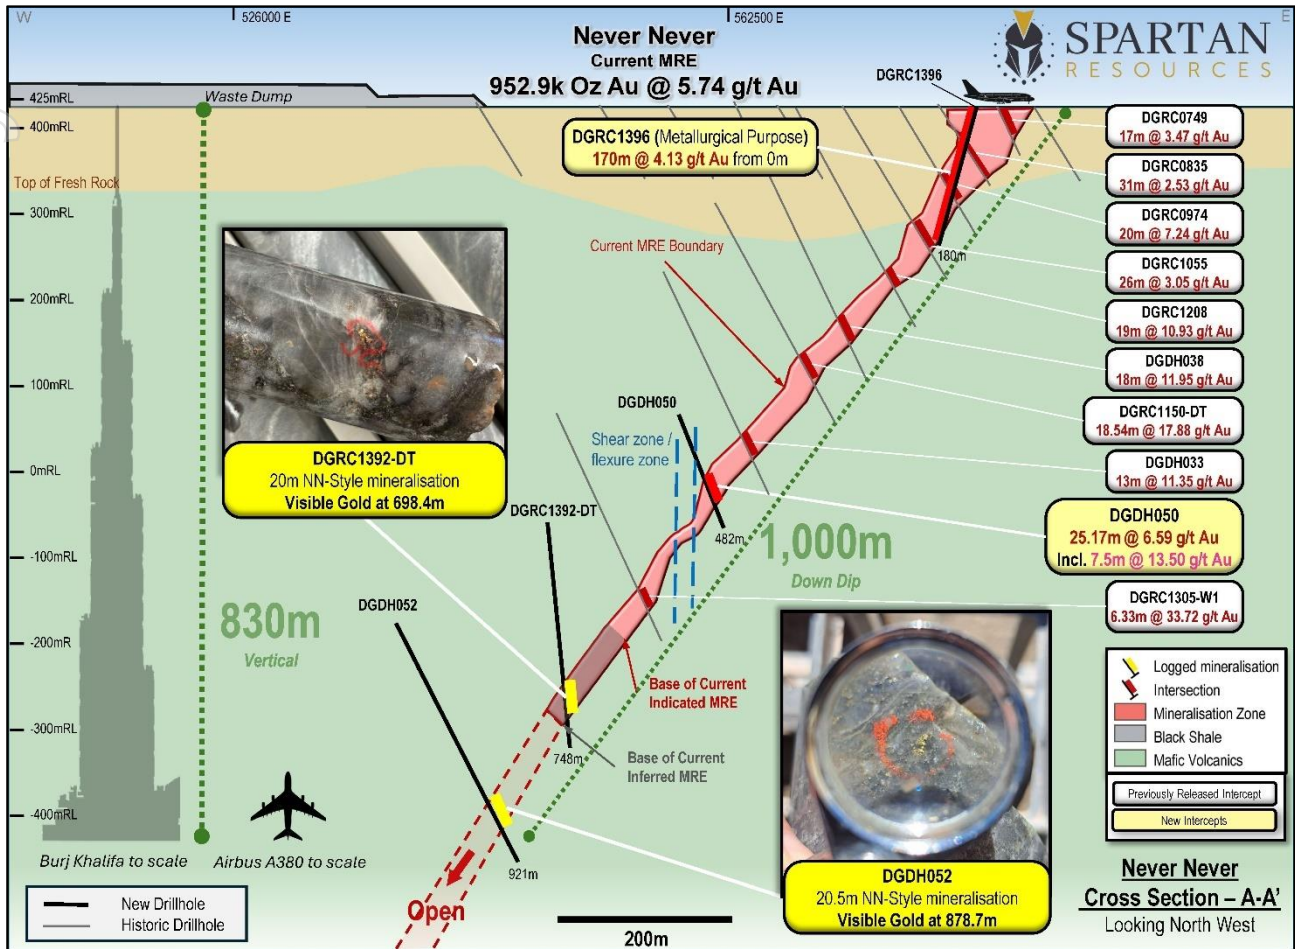 W
526000 E
562500 E
E
Never Never
Current MRE
952.9k Oz Au @ 5.74 g/t Au
SPARTAN
RESOURCES
DGRC1396
425mRL
Waste Dump
400mRL
Top of Fresh Rock
300mRL
200mRL
100mRL
0mRL
-100mRL
-200mRL
-300mRL
-400mRL
DGRC1396 (Metallurgical Purpose)
170m @ 4.13 g/t Au from 0m
DGRC0749
17m @ 3.47 g/t Au
DGRC0835
31m @ 2.53 g/t Au
DGRC0974
20m @ 7.24 g/t Au
DGRC1055
26m @ 3.05 g/t Au
DGRC1208
19m @ 10.93 g/t Au
DGDH038
18m @ 11.95 g/t Au
DGRC1150-DT
18.54m @ 17.88 g/t Au
DGDH033
13m @ 11.35 g/t Au
DGDH050
25.17m @ 6.59 g/t Au
Incl. 7.5m @ 13.50 g/t Au
DGRC1305-W1
6.33m @ 33.72 g/t Au
Current MRE Boundary
180m
DGDH050
Shear zone /
flexure zone
482m
DGRC1392-DT
20m NN-Style mineralisation
Visible Gold at 698.4m
DGRC1392-DT
1,000m
Down Dip
830m
Vertical
DGDH052
Base of Current
Indicated MRE
Base of Current
Inferred MRE
748m
921m
Open
Burj Khalifa to scale
Airbus A380 to scale
DGDH052
20.5m NN-Style mineralisation
Visible Gold at 878.7m
Logged mineralisation
Intersection
Mineralisation Zone
Black Shale
Mafic Volcanics
Previously Released Intercept
New Intercepts
New Drillhole
Historic Drillhole
200m
Never Never
Cross Section – A-A’
Looking North West